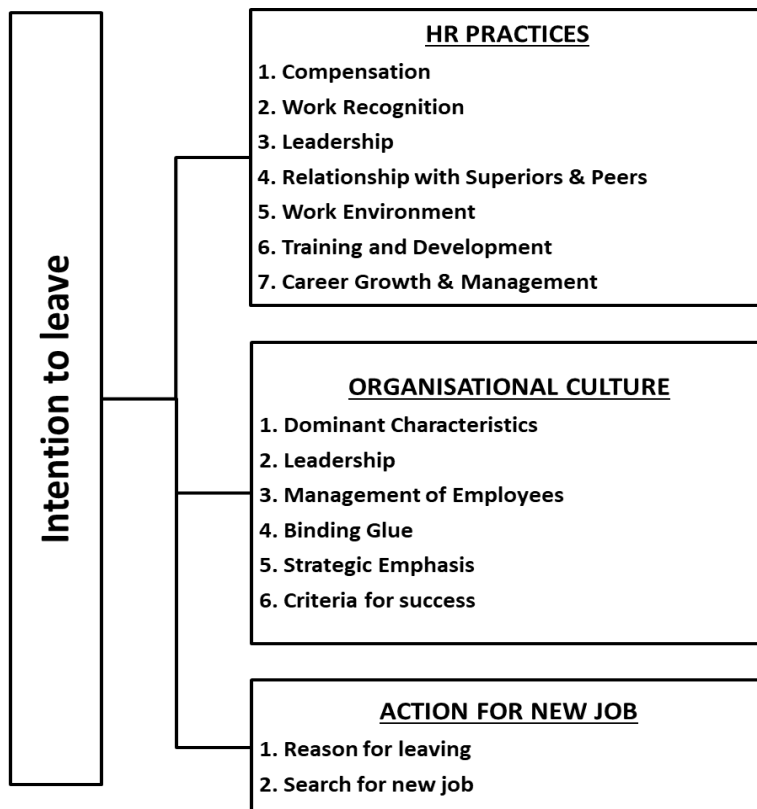 Intention to leave
HR PRACTICES
1. Compensation
2. Work Recognition
3. Leadership
4. Relationship with Superiors & Peers
5. Work Environment
6. Training and Development
7. Career Growth & Management
ORGANISATIONAL CULTURE
1. Dominant Characteristics
2. Leadership
3. Management of Employees
4. Binding Glue
5. Strategic Emphasis
6. Criteria for success
ACTION FOR NEW JOB
1. Reason for leaving
2. Search for new job